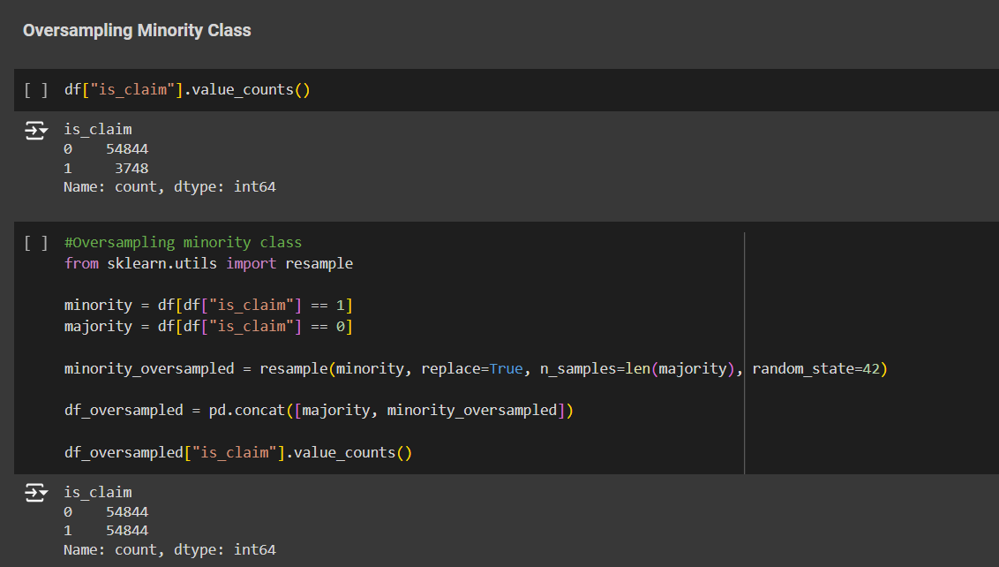 Oversampling Minority Class
[ ] df["is_claim"].value_counts()
is_claim
0    54844
1     3748
Name: count, dtype: int64
[ ] #Oversampling minority class
from sklearn.utils import resample
minority = df[df["is_claim"] == 1]
majority = df[df["is_claim"] == 0]
minority_oversampled = resample(minority, replace=True, n_samples=len(majority), random_state=42)
df_oversampled = pd.concat([majority, minority_oversampled])
df_oversampled["is_claim"].value_counts()
is_claim
0    54844
1    54844
Name: count, dtype: int64